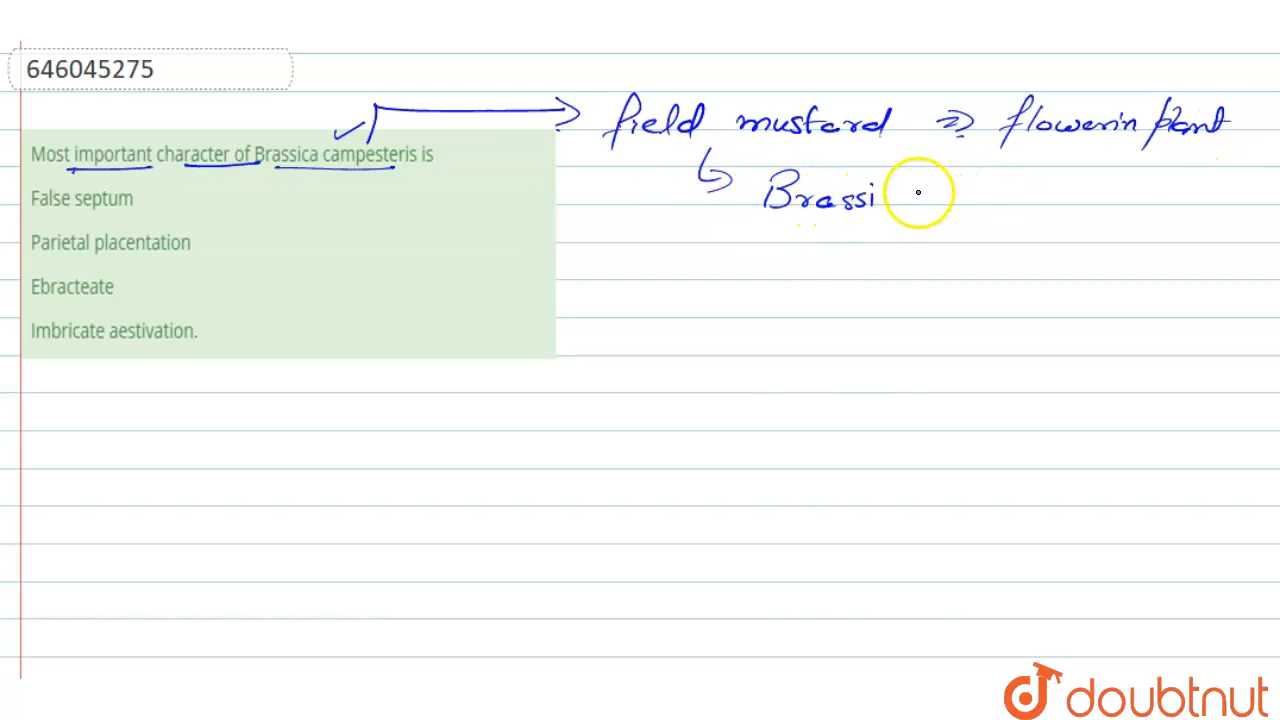 646045275
field mustard ⇒ flowerin plant
Most important character of Brassica campesteris is
Brassi
False septum
Parietal placentation
Ebracteate
Imbricate aestivation.
doubtnut